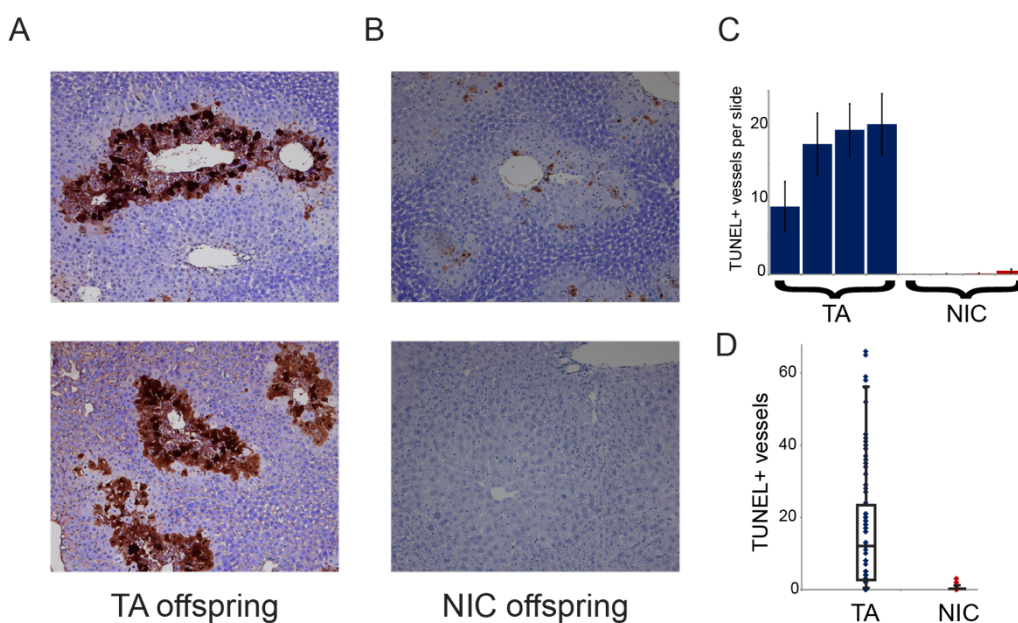 A
B
C
TUNEL+ vessels per slide
20
10
0
TA
NIC
D
TUNEL+ vessels
60
40
20
0
TA
NIC
TA offspring
NIC offspring